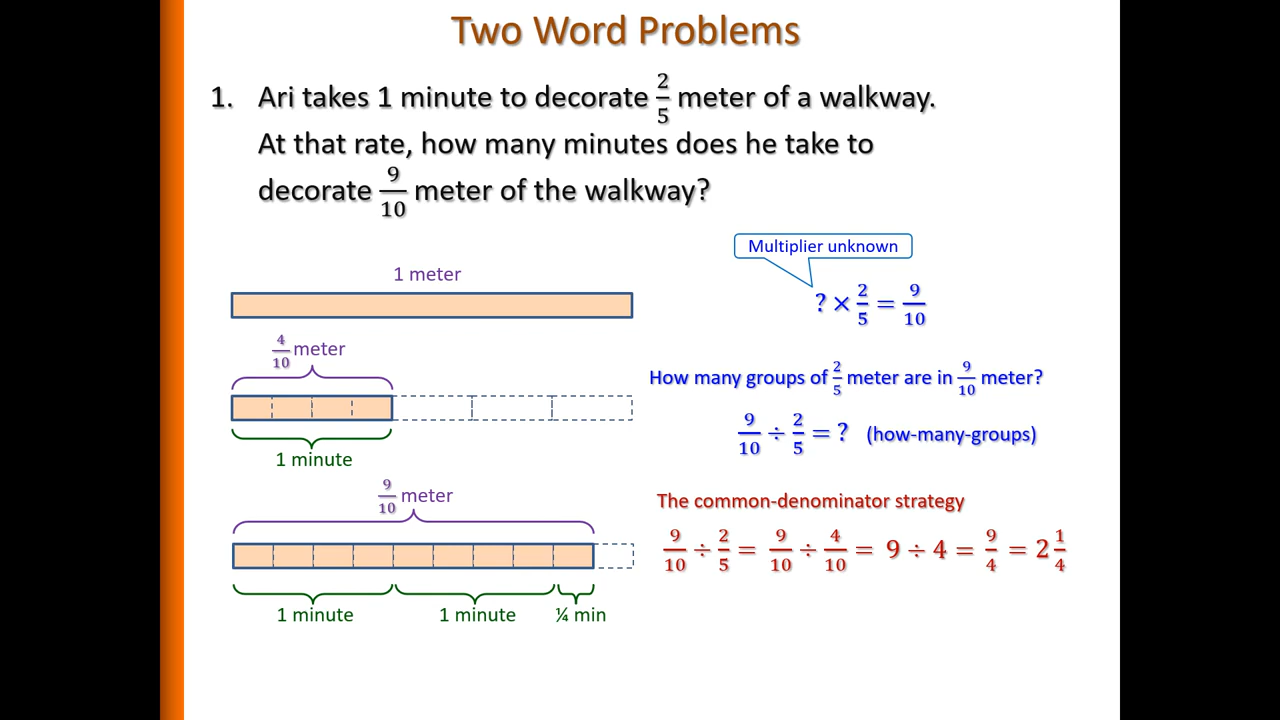 Two Word Problems
1. Ari takes 1 minute to decorate 2/5 meter of a walkway.
At that rate, how many minutes does he take to
decorate 9/10 meter of the walkway?
Multiplier unknown
1 meter
? × 2/5 = 9/10
4/10 meter
How many groups of 2/5 meter are in 9/10 meter?
9/10 ÷ 2/5 = ? (how-many-groups)
1 minute
9/10 meter
The common-denominator strategy
9/10 ÷ 2/5 = 9/10 ÷ 4/10 = 9 ÷ 4 = 9/4 = 2 1/4
1 minute 1 minute ¼ min